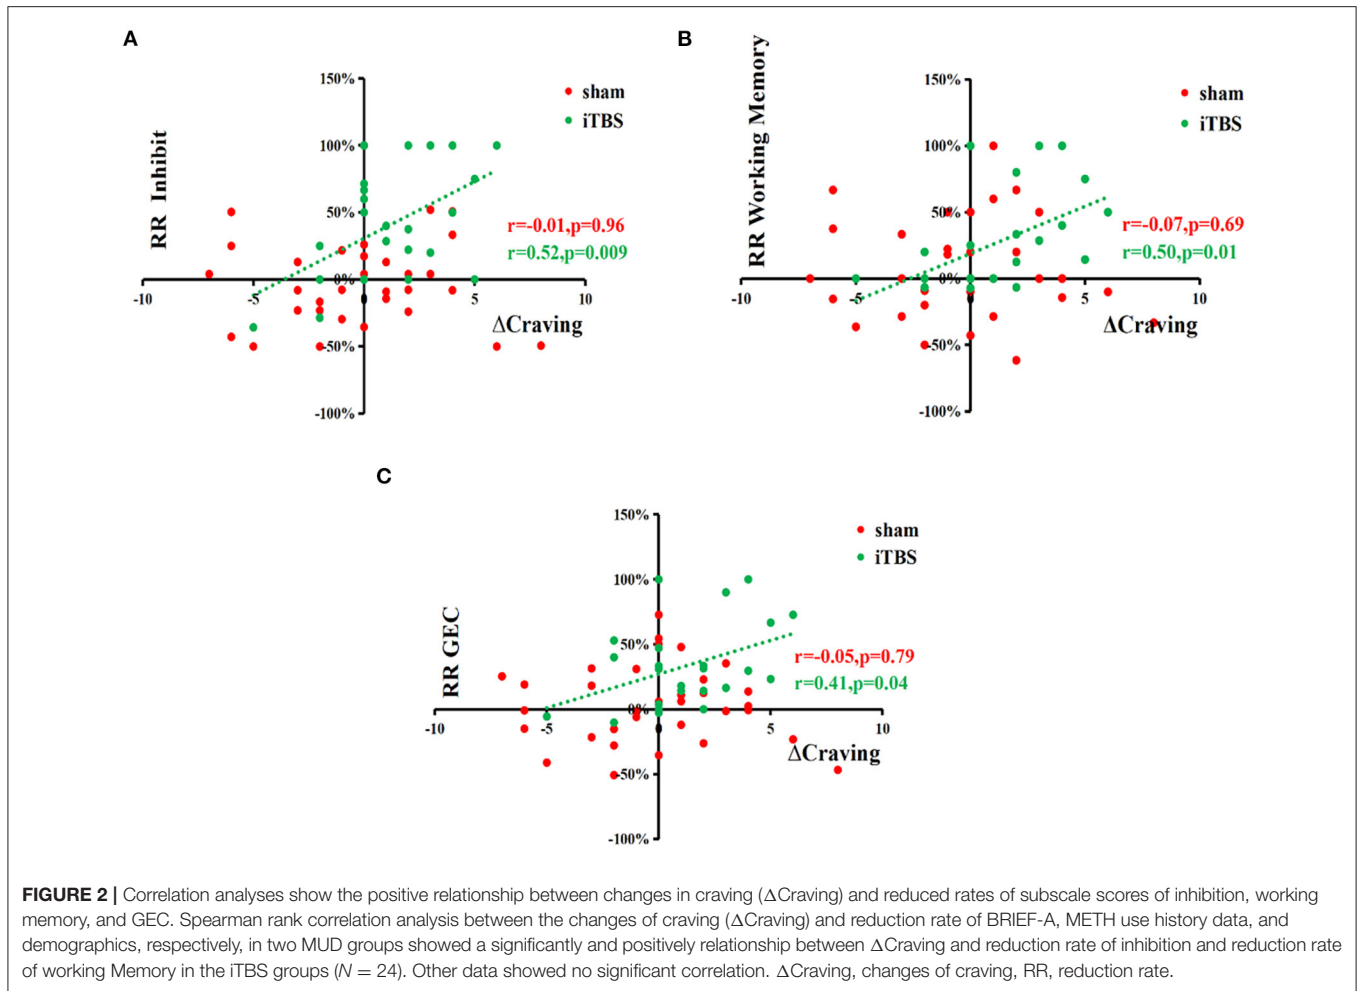 A
RR Inhibit
150%
100%
50%
0%
-50%
-100%
-10
-5
0
5
10
sham
iTBS
r=-0.01,p=0.96
r=0.52,p=0.009
ΔCraving
B
RR Working Memory
150%
100%
50%
0%
-50%
-100%
-10
-5
0
5
10
sham
iTBS
r=-0.07,p=0.69
r=0.50,p=0.01
ΔCraving
C
RR GEC
150%
100%
50%
0%
-50%
-100%
-10
-5
0
5
10
sham
iTBS
r=-0.05,p=0.79
r=0.41,p=0.04
ΔCraving
FIGURE 2 | Correlation analyses show the positive relationship between changes in craving (ΔCraving) and reduced rates of subscale scores of inhibition, working
memory, and GEC. Spearman rank correlation analysis between the changes of craving (ΔCraving) and reduction rate of BRIEF-A, METH use history data, and
demographics, respectively, in two MUD groups showed a significantly and positively relationship between ΔCraving and reduction rate of inhibition and reduction rate
of working Memory in the iTBS groups (N = 24). Other data showed no significant correlation. ΔCraving, changes of craving, RR, reduction rate.